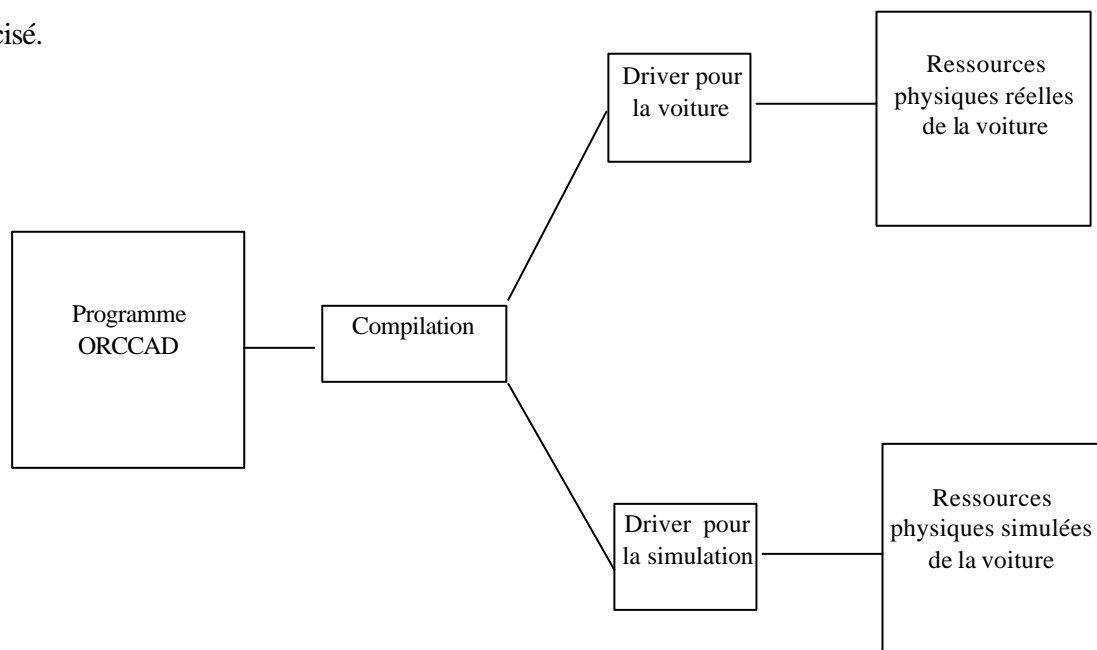 cisé.
Driver pour
la voiture
Ressources
physiques réelles
de la voiture
Programme
ORCCAD
Compilation
Driver pour
la simulation
Ressources
physiques simulées
de la voiture